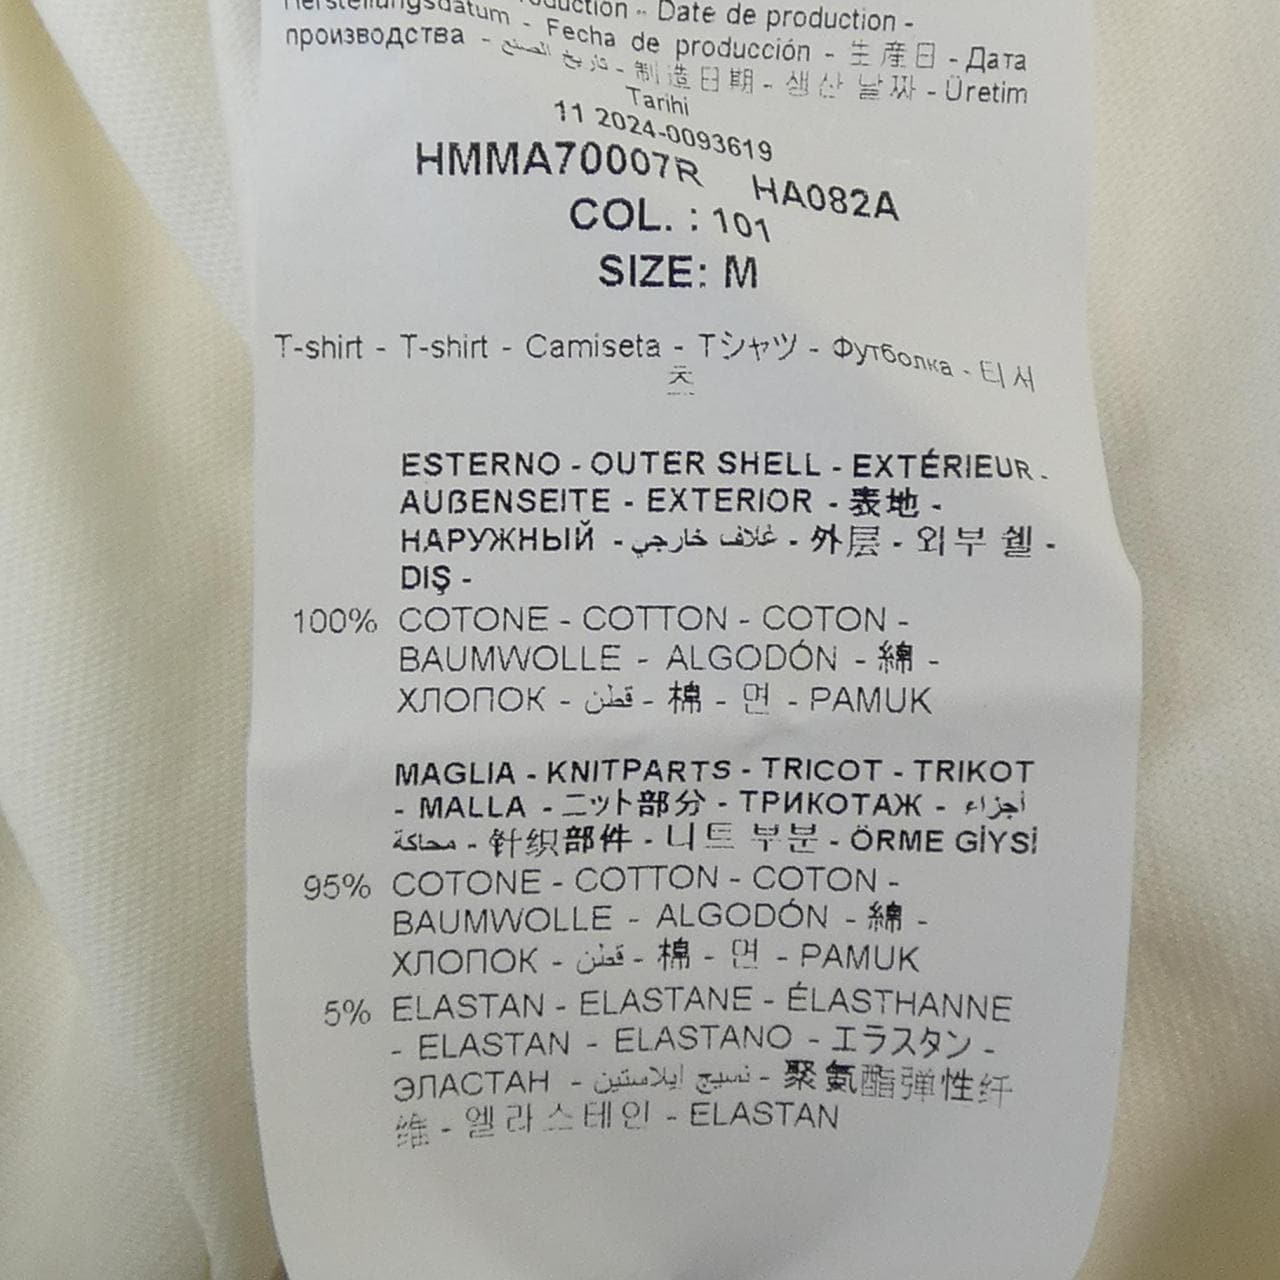 Herstellungsdatum - Fecha de producción - Date de production -
производства - Fecha de producción - 生産日 - Дата
تاريخ الصنع - 制造日期 - 생산 날짜 - Üretim
Tarihi
11 2024-0093619
HMMA70007R HA082A
COL. : 101
SIZE: M
T-shirt - T-shirt - Camiseta - Tシャツ - Футболка - 티셔
츠
ESTERNO - OUTER SHELL - EXTÉRIEUR -
AUßENSEITE - EXTERIOR - 表地 -
НАРУЖНЫЙ - غلاف خارجي - 外层 - 외부 쉘 -
DIŞ -
100% COTONE - COTTON - COTON -
BAUMWOLLE - ALGODÓN - 綿 -
ХЛОПОК - قطن - 棉 - 면 - PAMUK
MAGLIA - KNITPARTS - TRICOT - TRIKOT
- MALLA - ニット部分 - ТРИКОТАЖ - أجزاء
محاكة - 针织部件 - 니트 부분 - ÖRME GİYSİ
95% COTONE - COTTON - COTON -
BAUMWOLLE - ALGODÓN - 綿 -
ХЛОПОК - قطن - 棉 - 면 - PAMUK
5% ELASTAN - ELASTANE - ÉLASTHANNE
- ELASTAN - ELASTANO - エラスタン -
ЭЛАСТАН - نسيج ايلاستين - 聚氨酯弹性纤
维 - 엘라스테인 - ELASTAN